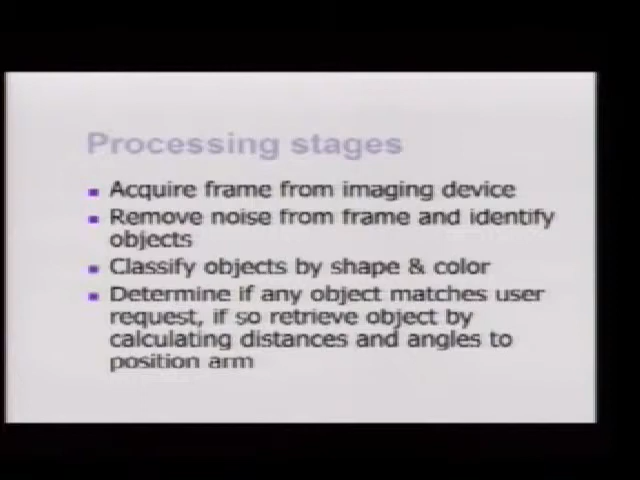 Processing stages
Acquire frame from imaging device
Remove noise from frame and identify
objects
Classify objects by shape & color
Determine if any object matches user
request, if so retrieve object by
calculating distances and angles to
position arm